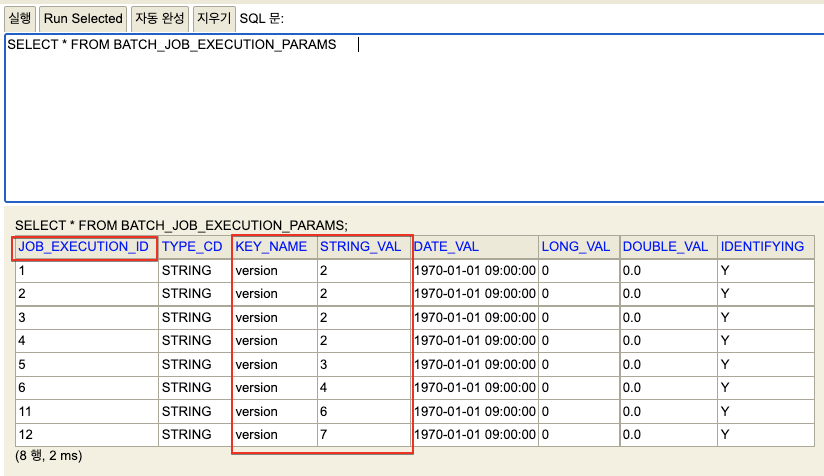 실행 Run Selected 자동 완성 지우기 SQL 문:
SELECT * FROM BATCH_JOB_EXECUTION_PARAMS
SELECT * FROM BATCH_JOB_EXECUTION_PARAMS;
JOB_EXECUTION_ID TYPE_CD KEY_NAME STRING_VAL DATE_VAL LONG_VAL DOUBLE_VAL IDENTIFYING
1 STRING version 2 1970-01-01 09:00:00 0 0.0 Y
2 STRING version 2 1970-01-01 09:00:00 0 0.0 Y
3 STRING version 2 1970-01-01 09:00:00 0 0.0 Y
4 STRING version 2 1970-01-01 09:00:00 0 0.0 Y
5 STRING version 3 1970-01-01 09:00:00 0 0.0 Y
6 STRING version 4 1970-01-01 09:00:00 0 0.0 Y
11 STRING version 6 1970-01-01 09:00:00 0 0.0 Y
12 STRING version 7 1970-01-01 09:00:00 0 0.0 Y
(8 행, 2 ms)